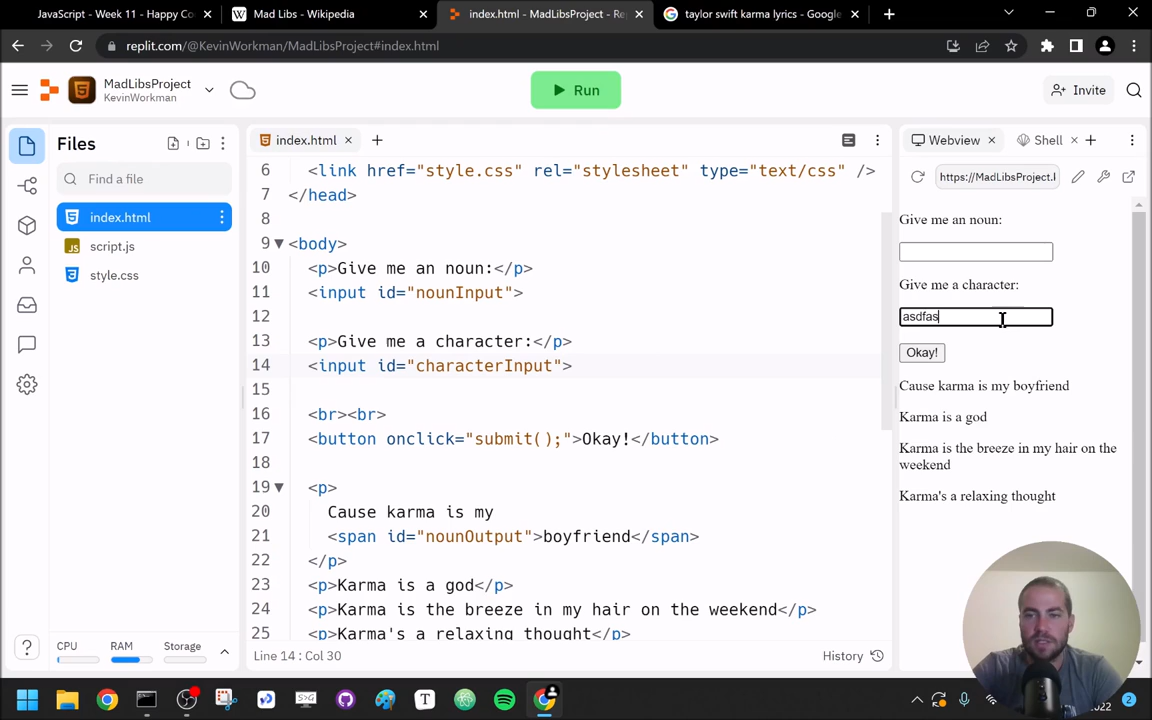 JavaScript - Week 11 - Happy Co
Mad Libs - Wikipedia
index.html - MadLibsProject - Re
taylor swift karma lyrics - Google
replit.com/@KevinWorkman/MadLibsProject#index.html
MadLibsProject
KevinWorkman
Run
Invite
Files
index.html
Webview
Shell
Find a file
https://MadLibsProject.
index.html
script.js
style.css
6 <link href="style.css" rel="stylesheet" type="text/css" />
7 </head>
8
9 <body>
10 <p>Give me an noun:</p>
11 <input id="nounInput">
12
13 <p>Give me a character:</p>
14 <input id="characterInput">
15
16 <br><br>
17 <button onclick="submit();">Okay!</button>
18
19 <p>
20 Cause karma is my
21 <span id="nounOutput">boyfriend</span>
22 </p>
23 <p>Karma is a god</p>
24 <p>Karma is the breeze in my hair on the weekend</p>
25 <p>Karma's a relaxing thought</p>
Give me an noun:
Give me a character:
asdfas
Okay!
Cause karma is my boyfriend
Karma is a god
Karma is the breeze in my hair on the
weekend
Karma's a relaxing thought
CPU
RAM
Storage
Line 14 : Col 30
History
2022
2